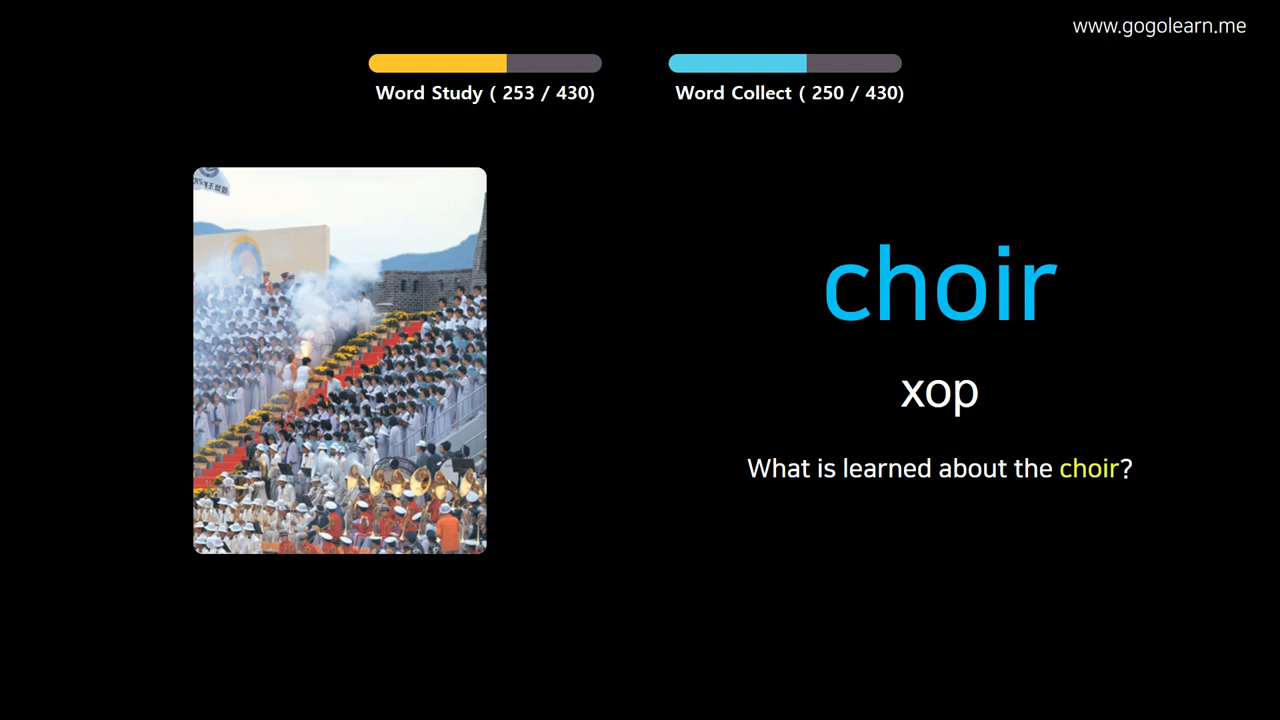 www.gogolearn.me
Word Study ( 253 / 430)
Word Collect ( 250 / 430)
choir
хор
What is learned about the choir?